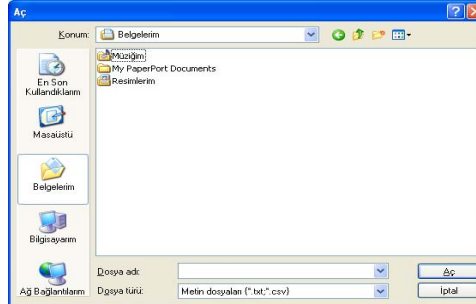 Aç
Konum:
Belgelerim
Müziğim
My PaperPort Documents
Resimlerim
En Son
Kullandıklarım
Masaüstü
Belgelerim
Bilgisayarım
Ağ Bağlantılarım
Dosya adı:
Aç
Dosya türü:
Metin dosyaları (*.txt;*.csv)
İptal